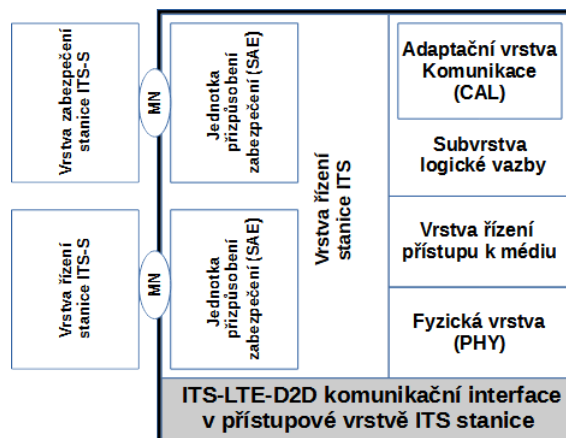 Vrstva zabezpečení
stanice ITS-S
MN
Jednotka
přizpůsobení
zabezpečení (SAE)
Vrstva řízení
stanice ITS-S
MN
Jednotka
přizpůsobení
zabezpečení (SAE)
Vrstva řízení
stanice ITS
Adaptační vrstva
Komunikace
(CAL)
Subvrstva
logické vazby
Vrstva řízení
přístupu k médiu
Fyzická vrstva
(PHY)
ITS-LTE-D2D komunikační interface
v přístupové vrstvě ITS stanice